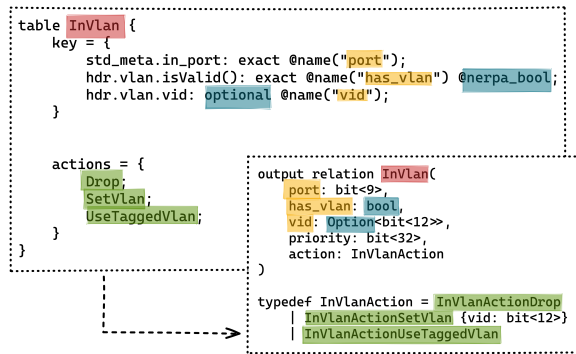 table InVlan {
    key = {
        std_meta.in_port: exact @name("port");
        hdr.vlan.isValid(): exact @name("has_vlan") @nerpa_bool;
        hdr.vlan.vid: optional @name("vid");
    }
    actions = {
        Drop;
        SetVlan;
        UseTaggedVlan;
    }
}
output relation InVlan(
    port: bit<9>,
    has_vlan: bool,
    vid: Option<bit<12>>,
    priority: bit<32>,
    action: InVlanAction
)
typedef InVlanAction = InVlanActionDrop
    | InVlanActionSetVlan {vid: bit<12>}
    | InVlanActionUseTaggedVlan